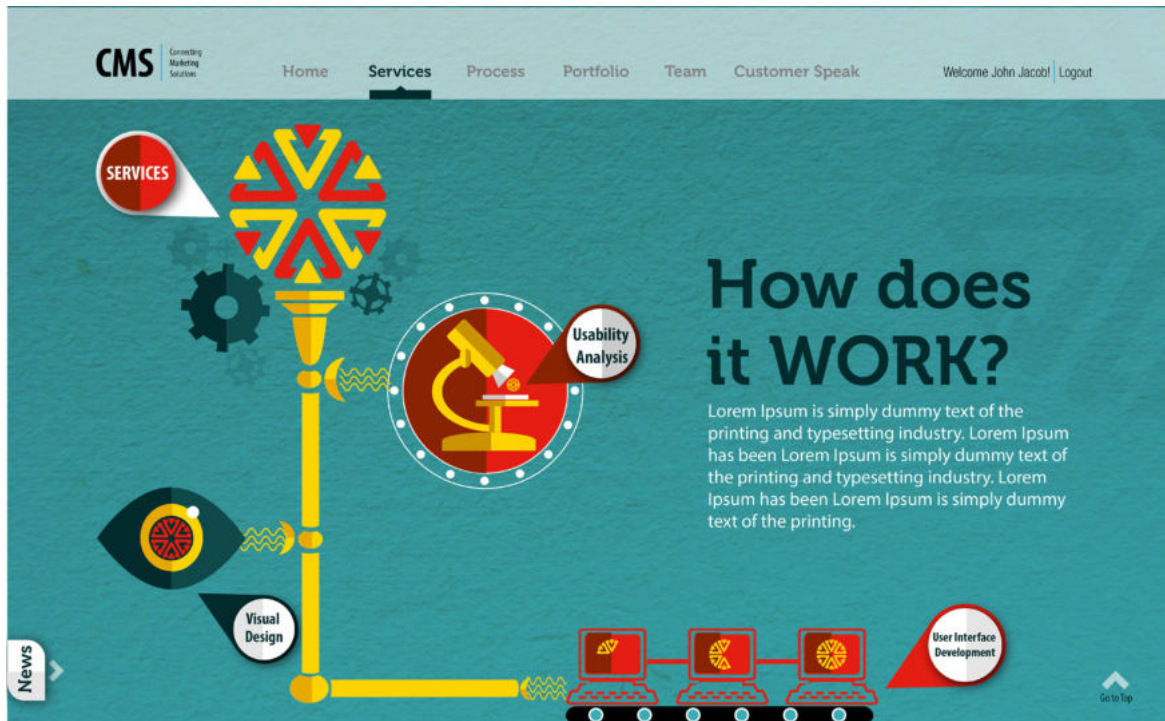 CMS
Connecting
Marketing
Solutions
Home
Services
Process
Portfolio
Team
Customer Speak
Welcome John Jacob!
Logout
SERVICES
Usability
Analysis
How does
it WORK?
Lorem Ipsum is simply dummy text of the
printing and typesetting industry. Lorem Ipsum
has been Lorem Ipsum is simply dummy text of
the printing and typesetting industry. Lorem
Ipsum has been Lorem Ipsum is simply dummy
text of the printing.
Visual
Design
User Interface
Development
News
Go to Top